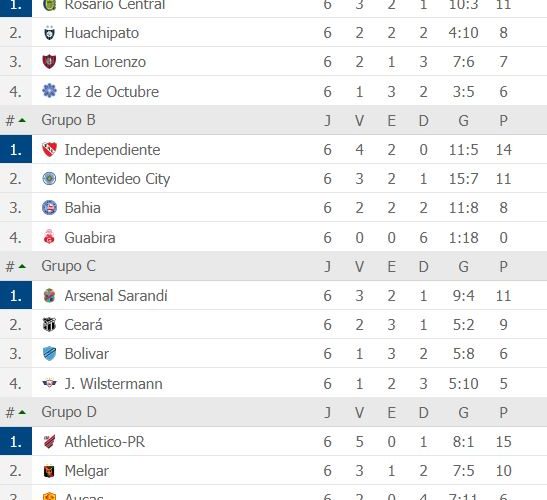 1. Rosario Central 6 3 2 1 10:3 11
2. Huachipato 6 2 2 2 4:10 8
3. San Lorenzo 6 2 1 3 7:6 7
4. 12 de Octubre 6 1 3 2 3:5 6
# Grupo B J V E D G P
1. Independiente 6 4 2 0 11:5 14
2. Montevideo City 6 3 2 1 15:7 11
3. Bahia 6 2 2 2 11:8 8
4. Guabira 6 0 0 6 1:18 0
# Grupo C J V E D G P
1. Arsenal Sarandí 6 3 2 1 9:4 11
2. Ceará 6 2 3 1 5:2 9
3. Bolivar 6 1 3 2 5:8 6
4. J. Wilstermann 6 1 2 3 5:10 5
# Grupo D J V E D G P
1. Athletico-PR 6 5 0 1 8:1 15
2. Melgar 6 3 1 2 7:5 10
3. Aucas 6 2 0 4 7:11 6